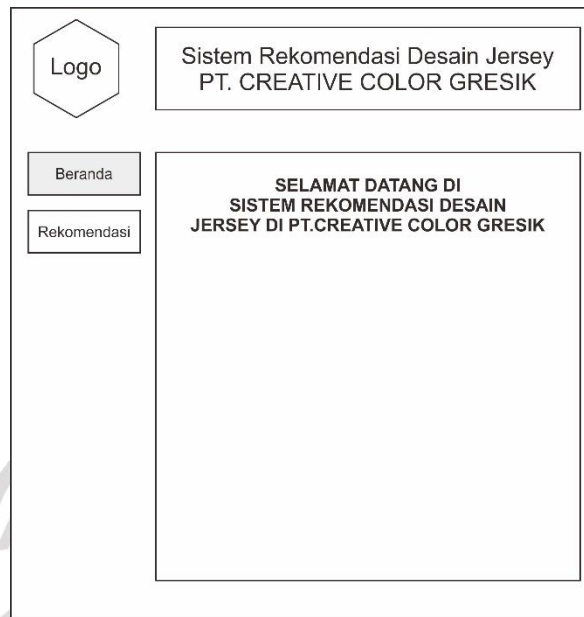 Logo
Sistem Rekomendasi Desain Jersey
PT. CREATIVE COLOR GRESIK
Beranda
Rekomendasi
SELAMAT DATANG DI
SISTEM REKOMENDASI DESAIN
JERSEY DI PT.CREATIVE COLOR GRESIK